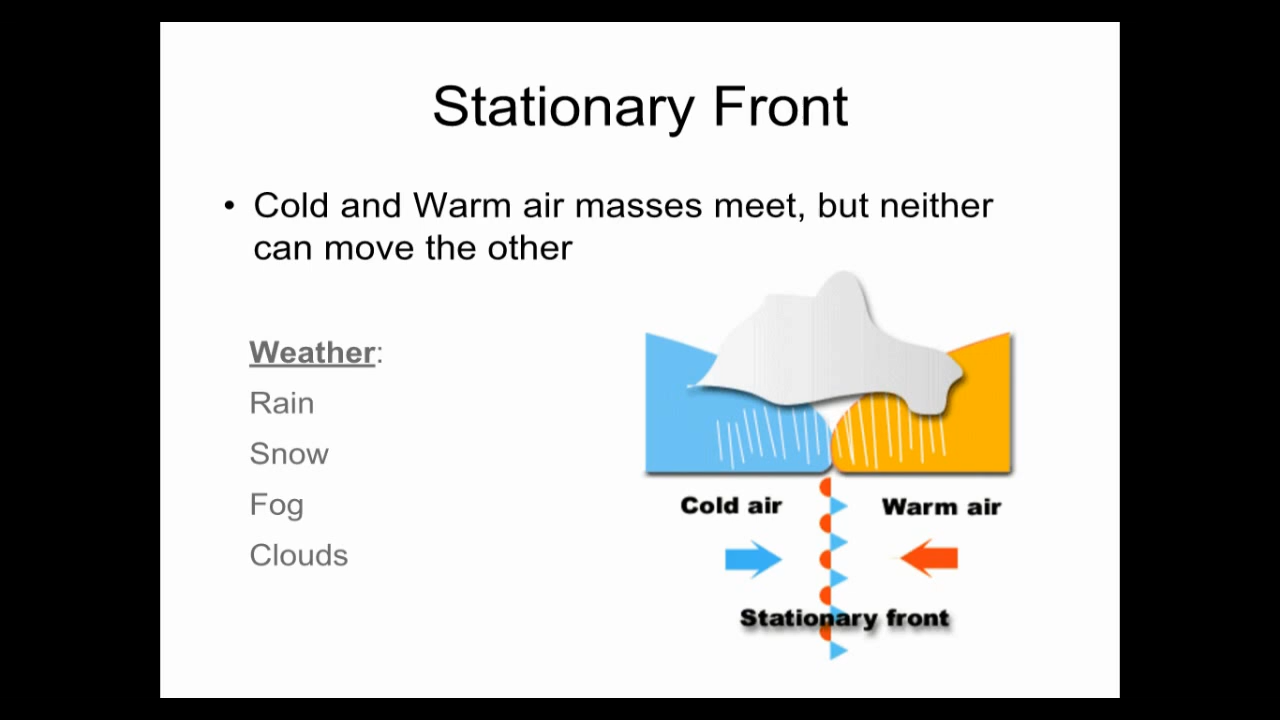 Stationary Front
• Cold and Warm air masses meet, but neither
can move the other
Weather:
Rain
Snow
Fog
Clouds
Cold air
Warm air
Stationary front